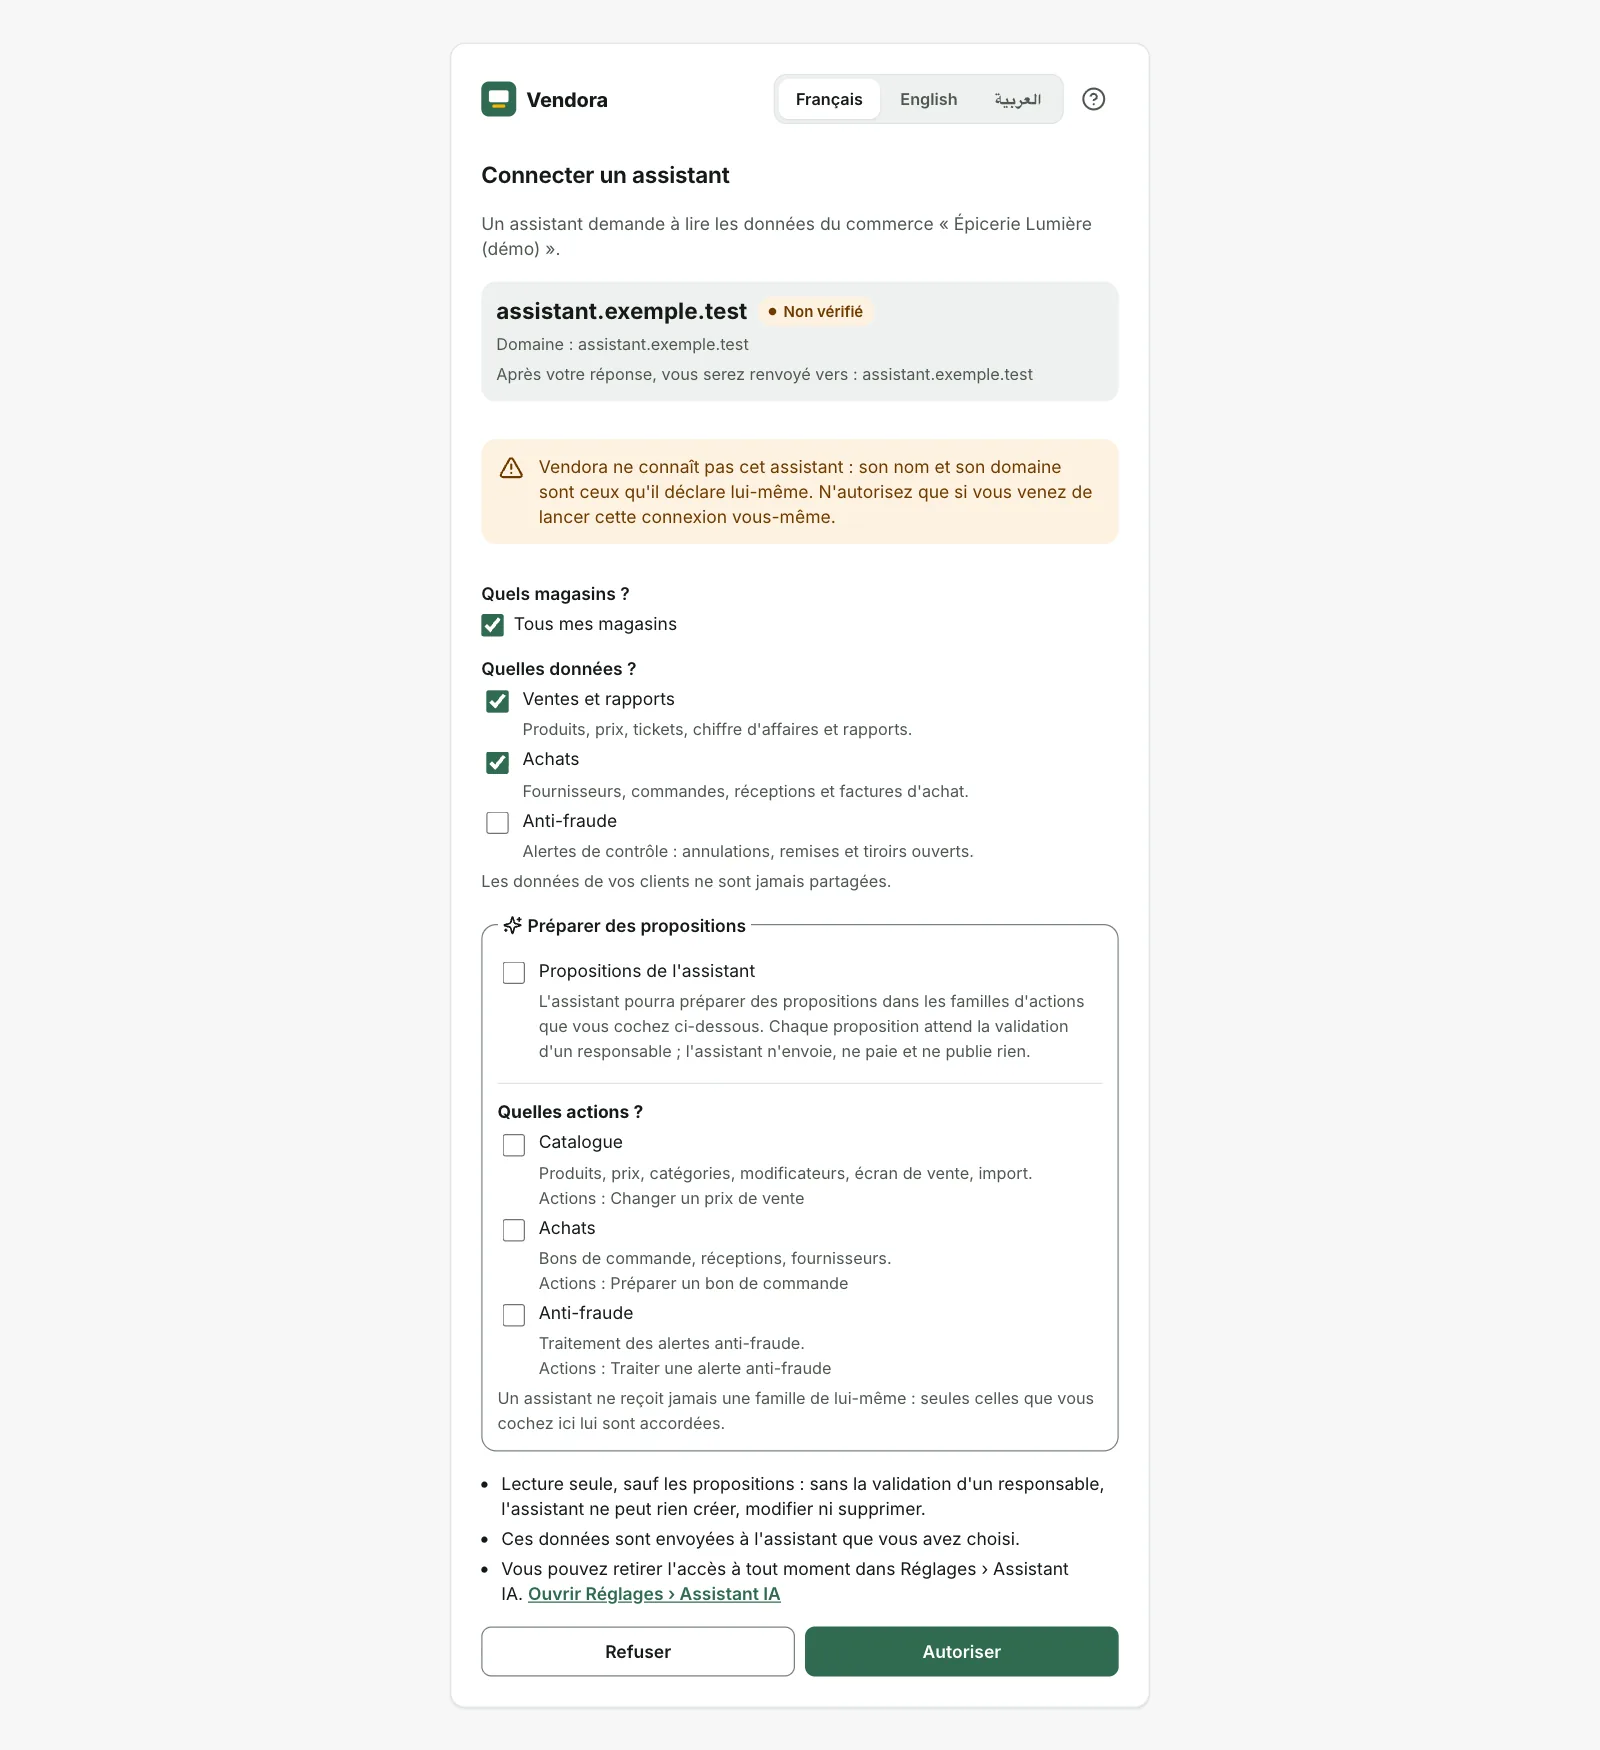 Vendora
Français
English
العربية
Connecter un assistant
Un assistant demande à lire les données du commerce « Épicerie Lumière
(démo) ».
assistant.exemple.test
Non vérifié
Domaine : assistant.exemple.test
Après votre réponse, vous serez renvoyé vers : assistant.exemple.test
Vendora ne connaît pas cet assistant : son nom et son domaine
sont ceux qu'il déclare lui-même. N'autorisez que si vous venez de
lancer cette connexion vous-même.
Quels magasins ?
Tous mes magasins
Quelles données ?
Ventes et rapports
Produits, prix, tickets, chiffre d'affaires et rapports.
Achats
Fournisseurs, commandes, réceptions et factures d'achat.
Anti-fraude
Alertes de contrôle : annulations, remises et tiroirs ouverts.
Les données de vos clients ne sont jamais partagées.
Préparer des propositions
Propositions de l'assistant
L'assistant pourra préparer des propositions dans les familles d'actions
que vous cochez ci-dessous. Chaque proposition attend la validation
d'un responsable ; l'assistant n'envoie, ne paie et ne publie rien.
Quelles actions ?
Catalogue
Produits, prix, catégories, modificateurs, écran de vente, import.
Actions : Changer un prix de vente
Achats
Bons de commande, réceptions, fournisseurs.
Actions : Préparer un bon de commande
Anti-fraude
Traitement des alertes anti-fraude.
Actions : Traiter une alerte anti-fraude
Un assistant ne reçoit jamais une famille de lui-même : seules celles que vous
cochez ici lui sont accordées.
• Lecture seule, sauf les propositions : sans la validation d'un responsable,
l'assistant ne peut rien créer, modifier ni supprimer.
• Ces données sont envoyées à l'assistant que vous avez choisi.
• Vous pouvez retirer l'accès à tout moment dans Réglages › Assistant
IA. Ouvrir Réglages › Assistant IA
Refuser
Autoriser